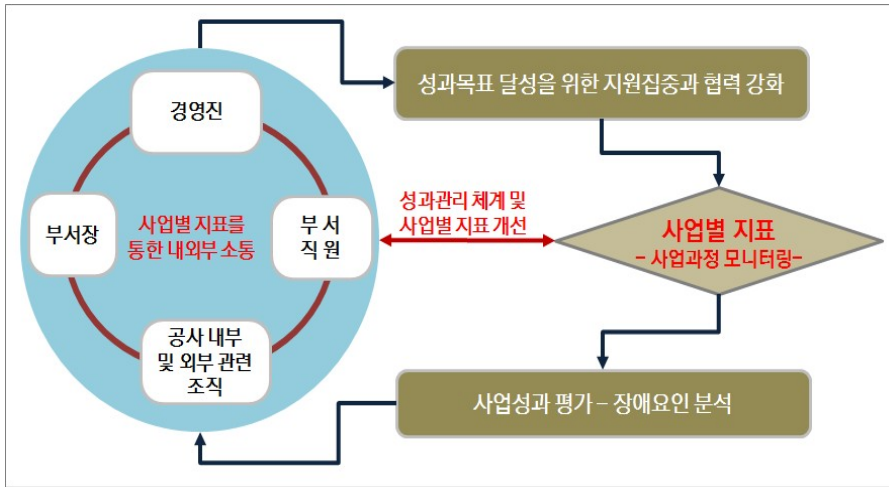 경영진
부서장
사업별 지표를
통한 내외부 소통
부 서
직 원
공사 내부
및 외부 관련
조직
성과목표 달성을 위한 지원집중과 협력 강화
성과관리 체계 및
사업별 지표 개선
사업별 지표
- 사업과정 모니터링-
사업성과 평가 – 장애요인 분석